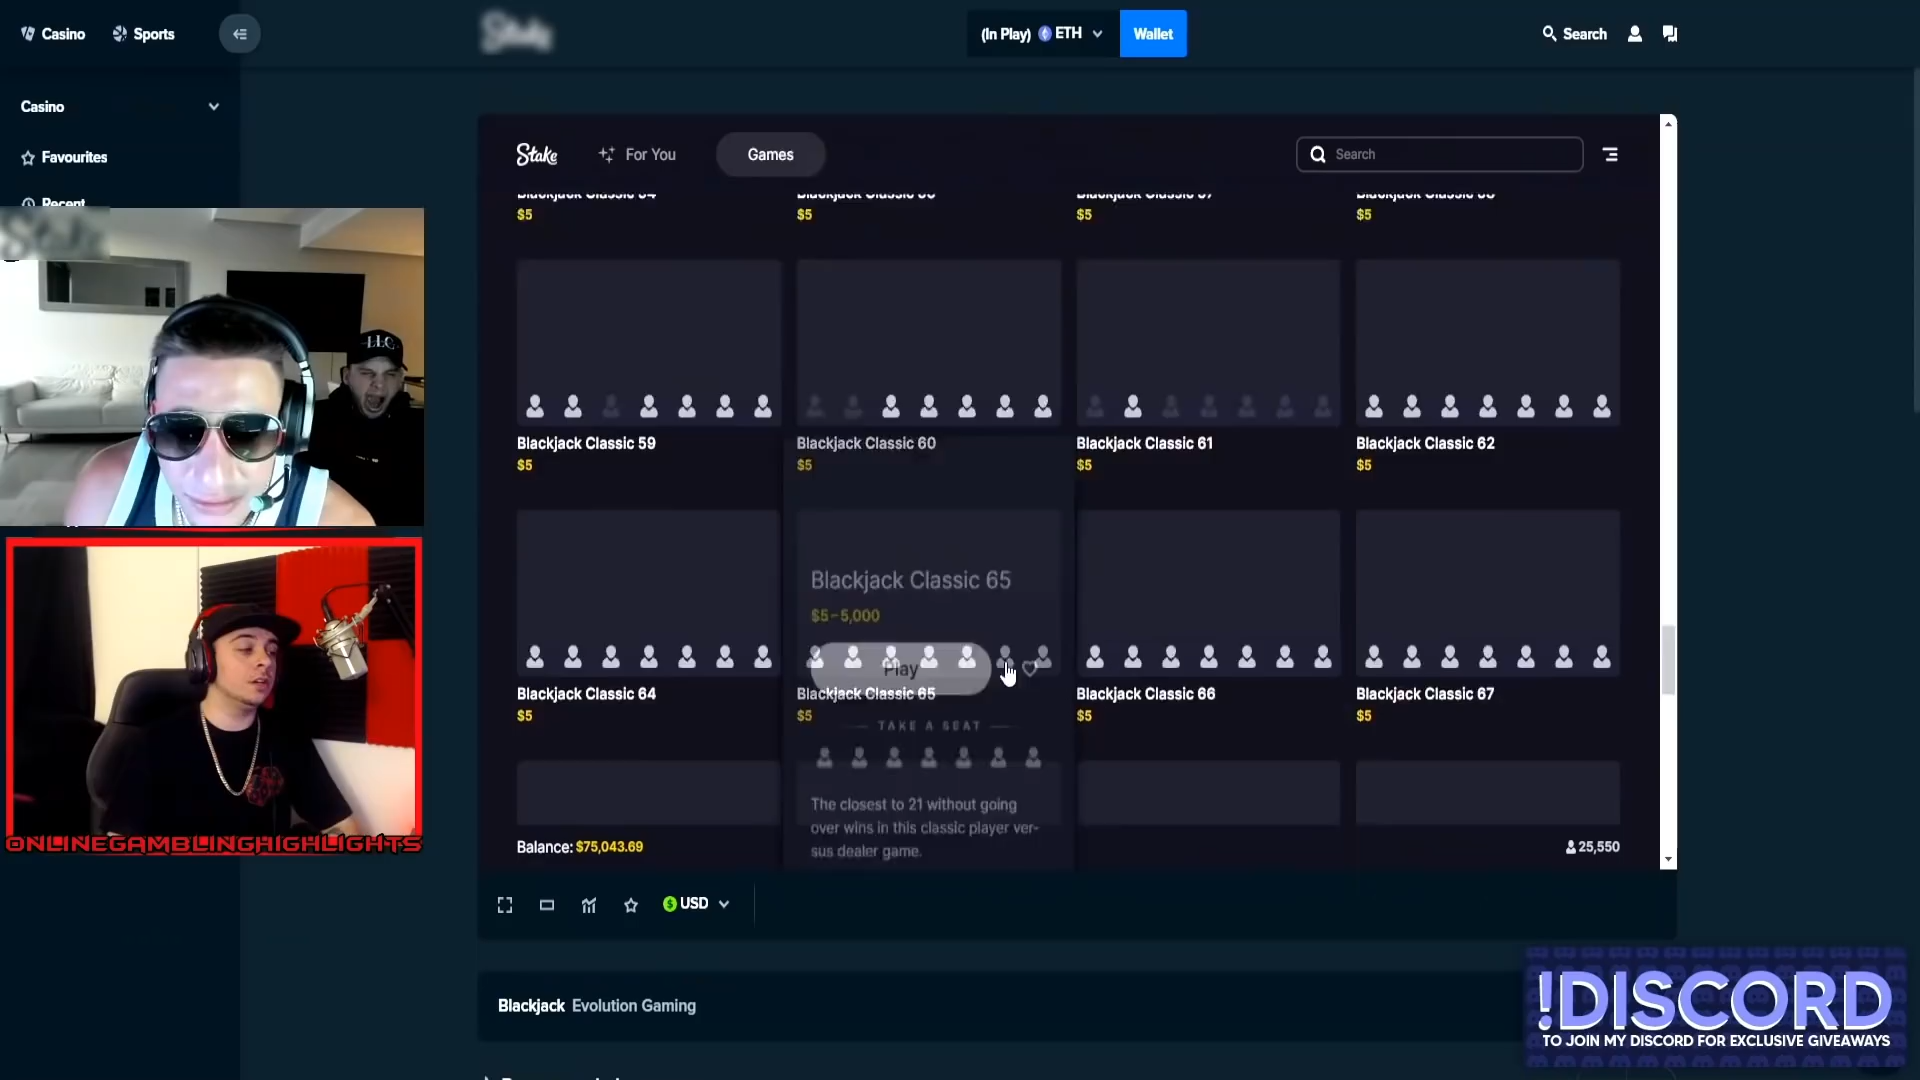 Casino
Sports
Stake
(In Play) ETH
Wallet
Search
Casino
Favourites
Recent
Stake
For You
Games
Search
$5
$5
$5
$5
Blackjack Classic 59
$5
Blackjack Classic 60
$5
Blackjack Classic 61
$5
Blackjack Classic 62
$5
Blackjack Classic 64
$5
Blackjack Classic 65
$5–5,000
Play
Blackjack Classic 65
$5
TAKE A SEAT
The closest to 21 without going
over wins in this classic player ver-
sus dealer game.
Blackjack Classic 66
$5
Blackjack Classic 67
$5
Balance: $75,043.69
25,550
USD
Blackjack Evolution Gaming
LLC
ONLINEGAMBLINGHIGHLIGHTS
!DISCORD
TO JOIN MY DISCORD FOR EXCLUSIVE GIVEAWAYS